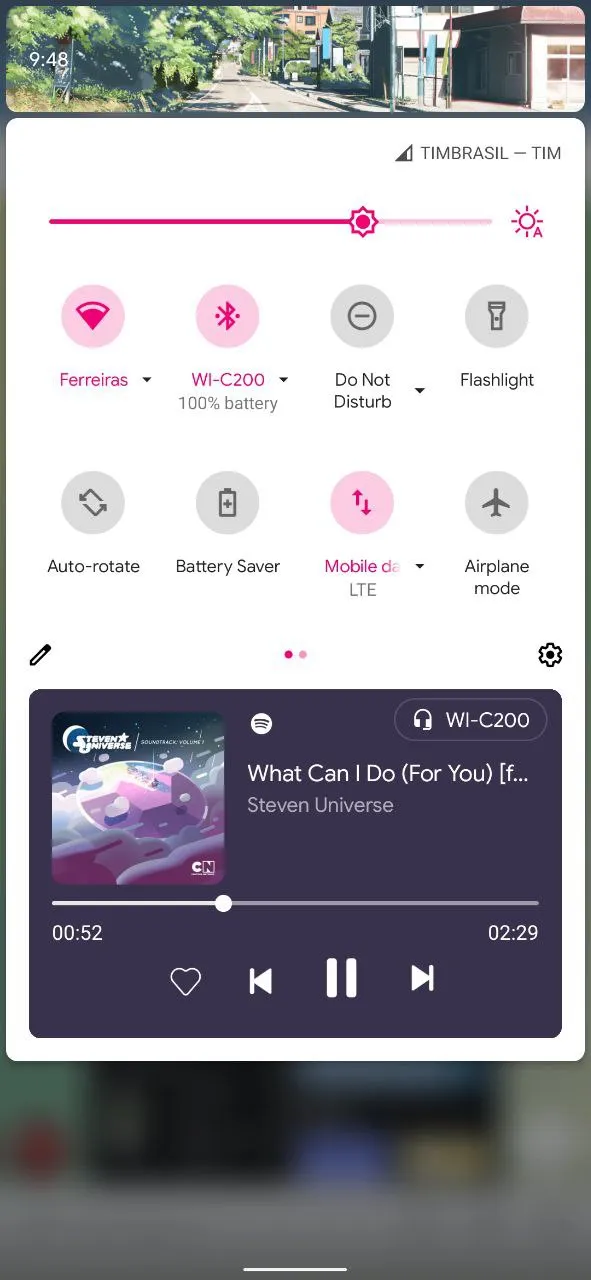 9:48
TIMBRASIL — TIM
A
Ferreiras
WI-C200
100% battery
Do Not
Disturb
Flashlight
Auto-rotate
Battery Saver
Mobile da
LTE
Airplane
mode
STEVEN UNIVERSE
SOUNDTRACK: VOLUME 1
CN
WI-C200
What Can I Do (For You) [f...
Steven Universe
00:52
02:29